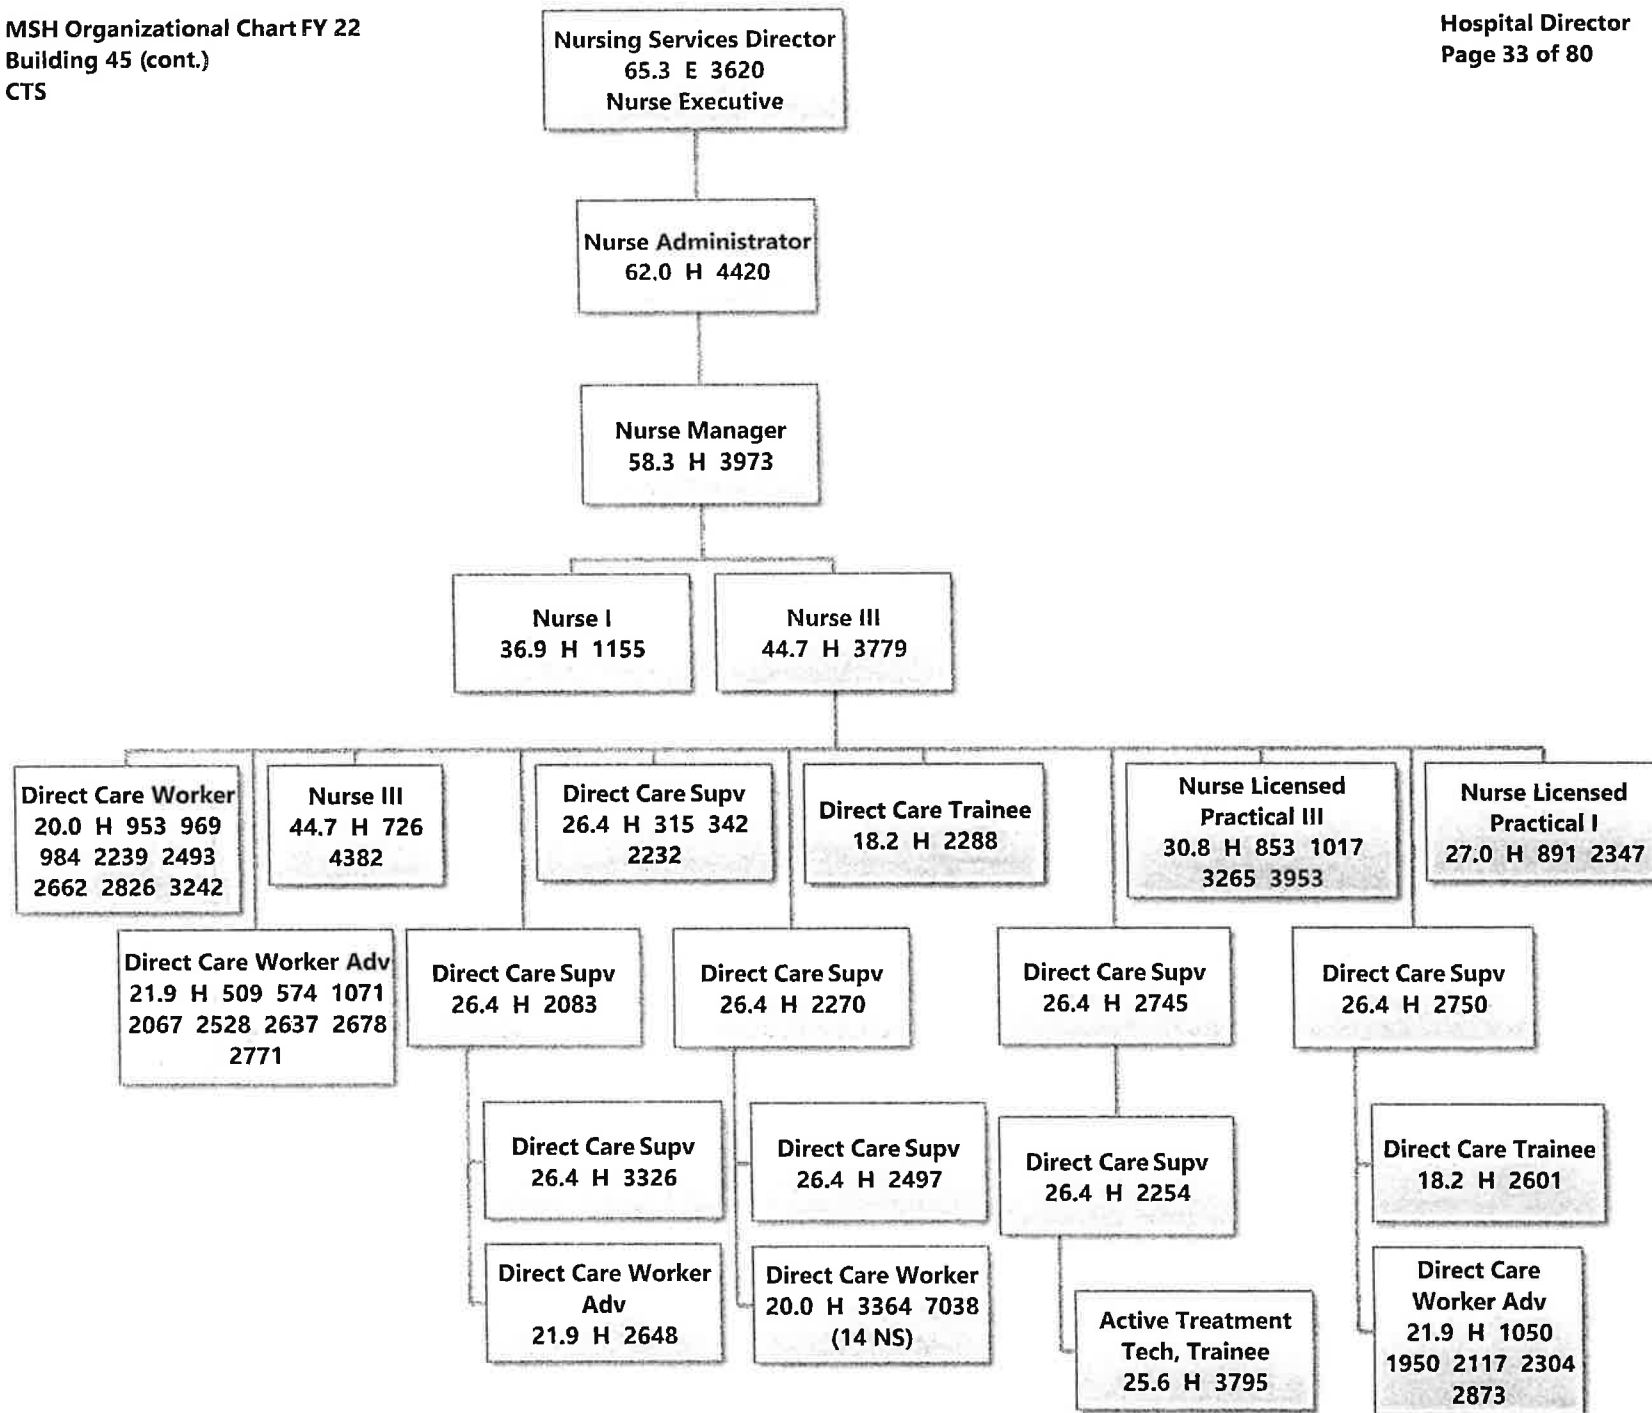 MSH Organizational Chart FY 22
Building 45 (cont.)
CTS
Hospital Director
Page 33 of 80
Nursing Services Director
65.3 E 3620
Nurse Executive
Nurse Administrator
62.0 H 4420
Nurse Manager
58.3 H 3973
Nurse I
36.9 H 1155
Nurse III
44.7 H 3779
Direct Care Worker
20.0 H 953 969
984 2239 2493
2662 2826 3242
Nurse III
44.7 H 726
4382
Direct Care Supv
26.4 H 315 342
2232
Direct Care Trainee
18.2 H 2288
Nurse Licensed
Practical III
30.8 H 853 1017
3265 3953
Nurse Licensed
Practical I
27.0 H 891 2347
Direct Care Worker Adv
21.9 H 509 574 1071
2067 2528 2637 2678
2771
Direct Care Supv
26.4 H 2083
Direct Care Supv
26.4 H 2270
Direct Care Supv
26.4 H 2745
Direct Care Supv
26.4 H 2750
Direct Care Supv
26.4 H 3326
Direct Care Supv
26.4 H 2497
Direct Care Supv
26.4 H 2254
Direct Care Trainee
18.2 H 2601
Direct Care Worker
Adv
21.9 H 2648
Direct Care Worker
20.0 H 3364 7038
(14 NS)
Active Treatment
Tech, Trainee
25.6 H 3795
Direct Care
Worker Adv
21.9 H 1050
1950 2117 2304
2873